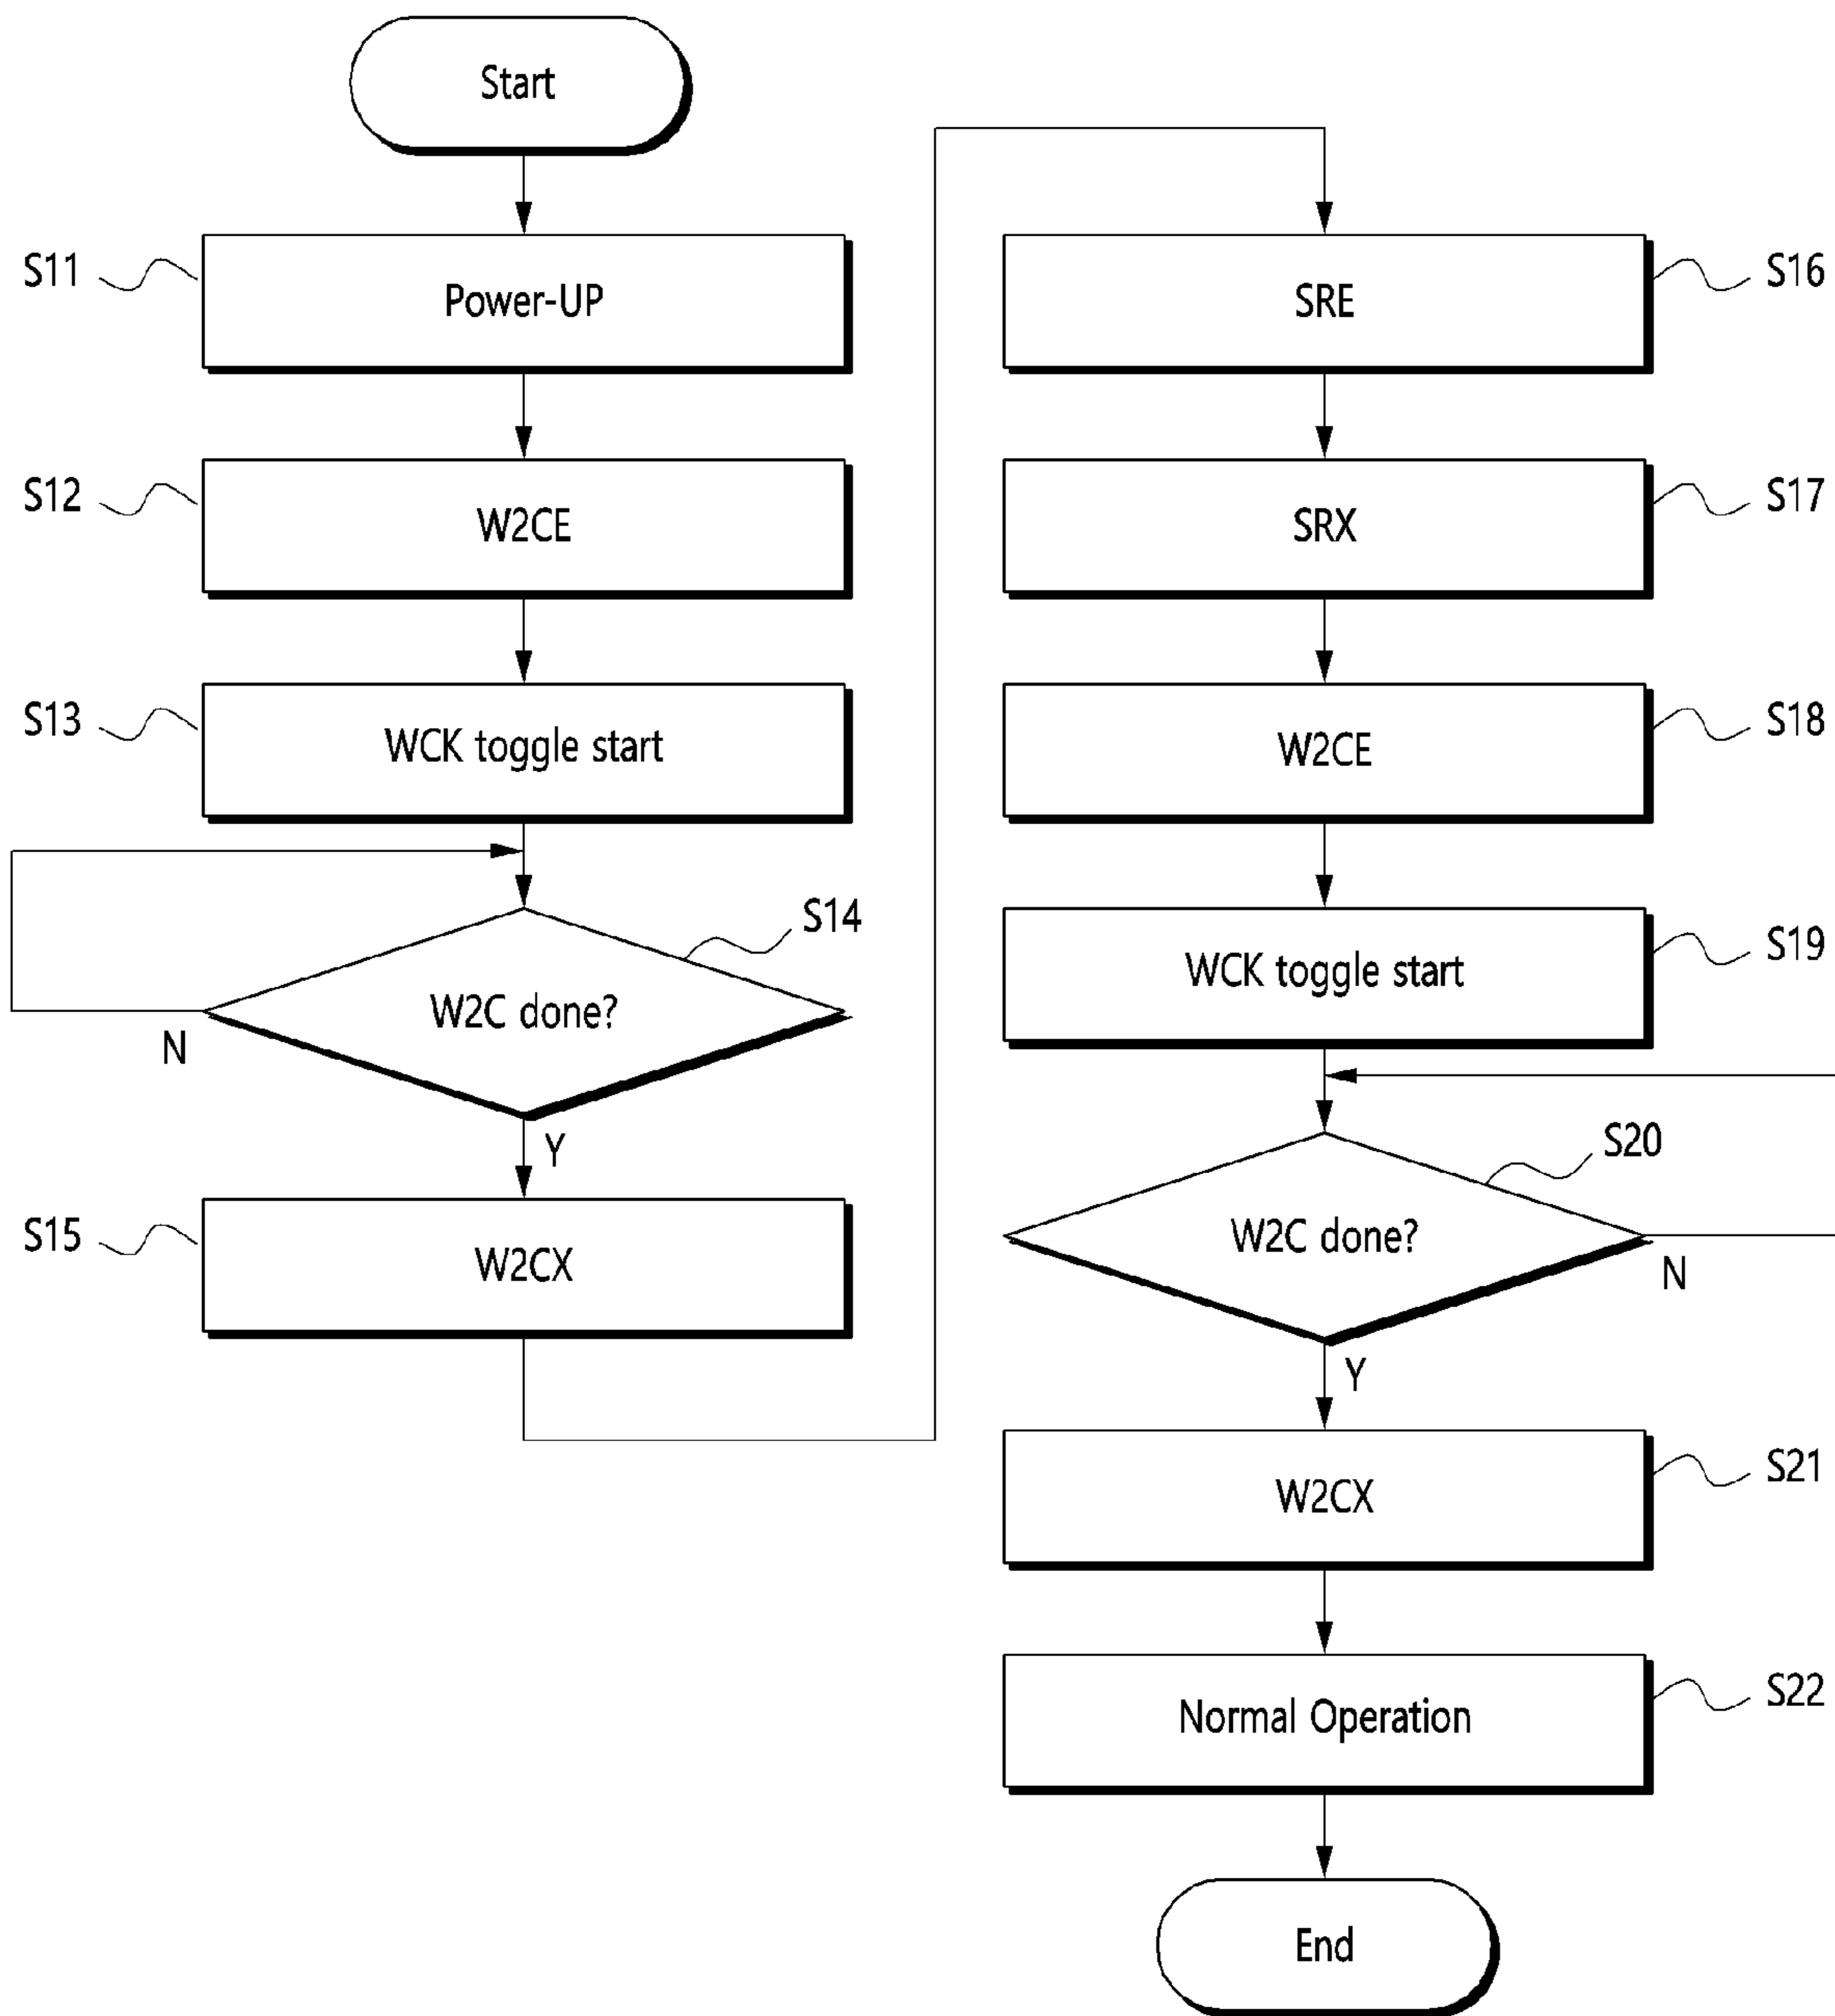 Start
S11
Power-UP
S12
W2CE
S13
WCK toggle start
S14
W2C done?
N
Y
S15
W2CX
SRE
S16
SRX
S17
W2CE
S18
WCK toggle start
S19
S20
W2C done?
N
Y
W2CX
S21
Normal Operation
S22
End